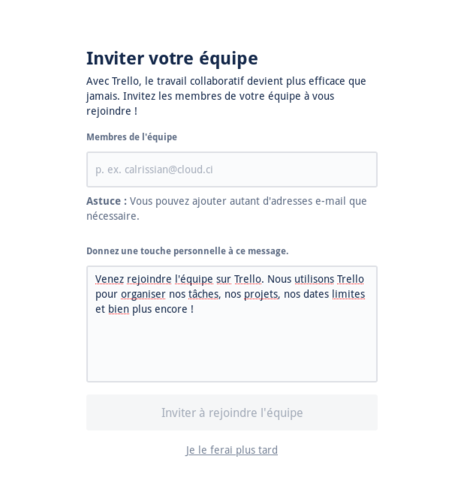 Inviter votre équipe
Avec Trello, le travail collaboratif devient plus efficace que
jamais. Invitez les membres de votre équipe à vous
rejoindre !
Membres de l'équipe
p. ex. calrissian@cloud.ci
Astuce : Vous pouvez ajouter autant d'adresses e-mail que
nécessaire.
Donnez une touche personnelle à ce message.
Venez rejoindre l'équipe sur Trello. Nous utilisons Trello
pour organiser nos tâches, nos projets, nos dates limites
et bien plus encore !
Inviter à rejoindre l'équipe
Je le ferai plus tard